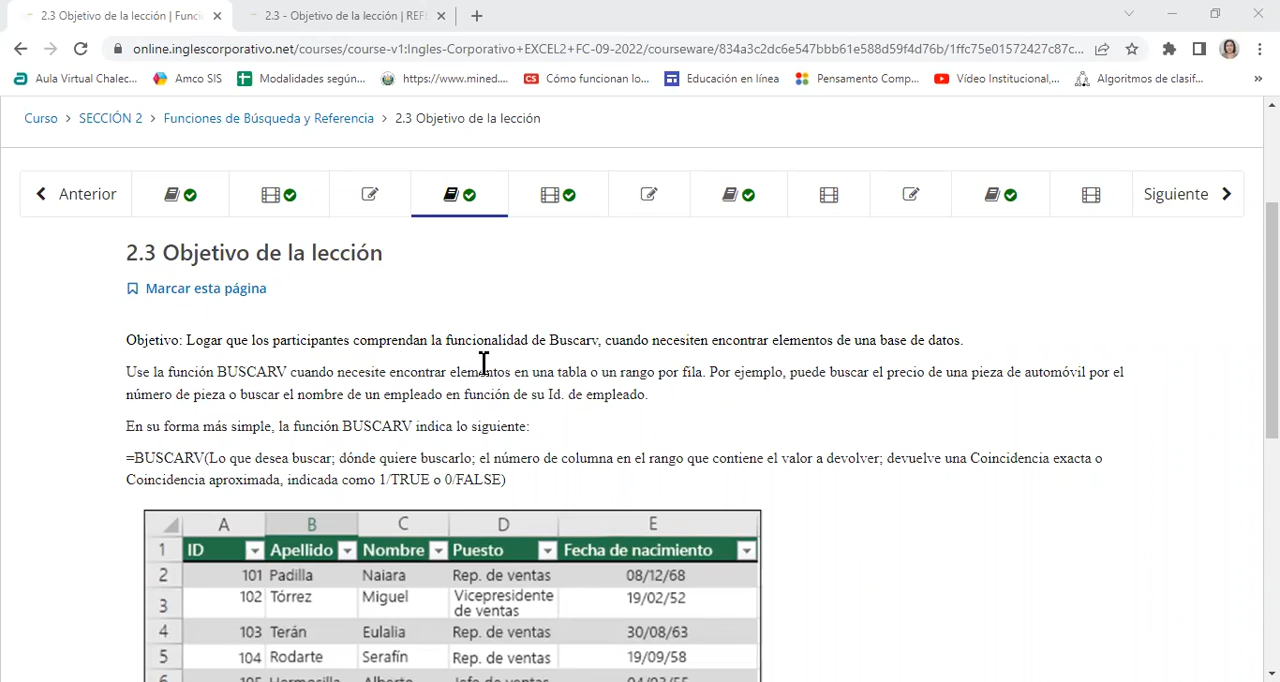 2.3 Objetivo de la lección | Funci
2.3 - Objetivo de la lección | REF
online.inglescorporativo.net/courses/course-v1:Ingles-Corporativo+EXCEL2+FC-09-2022/courseware/834a3c2dc6e547bbb61e588d59f4d76b/1ffc75e01572427c87c...
Aula Virtual Chalec...
Amco SIS
Modalidades según...
https://www.mined....
CS Cómo funcionan lo...
Educación en línea
Pensamento Comp...
Vídeo Institucional,...
Algoritmos de clasif...
»
Curso > SECCIÓN 2 > Funciones de Búsqueda y Referencia > 2.3 Objetivo de la lección
Anterior
Siguiente
2.3 Objetivo de la lección
Marcar esta página
Objetivo: Logar que los participantes comprendan la funcionalidad de Buscarv, cuando necesiten encontrar elementos de una base de datos.
Use la función BUSCARV cuando necesite encontrar elementos en una tabla o un rango por fila. Por ejemplo, puede buscar el precio de una pieza de automóvil por el
número de pieza o buscar el nombre de un empleado en función de su Id. de empleado.
En su forma más simple, la función BUSCARV indica lo siguiente:
=BUSCARV(Lo que desea buscar; dónde quiere buscarlo; el número de columna en el rango que contiene el valor a devolver; devuelve una Coincidencia exacta o
Coincidencia aproximada, indicada como 1/TRUE o 0/FALSE)
A B C D E
1 ID Apellido Nombre Puesto Fecha de nacimiento
2 101 Padilla Naiara Rep. de ventas 08/12/68
3 102 Tórrez Miguel Vicepresidente de ventas 19/02/52
4 103 Terán Eulalia Rep. de ventas 30/08/63
5 104 Rodarte Serafín Rep. de ventas 19/09/58